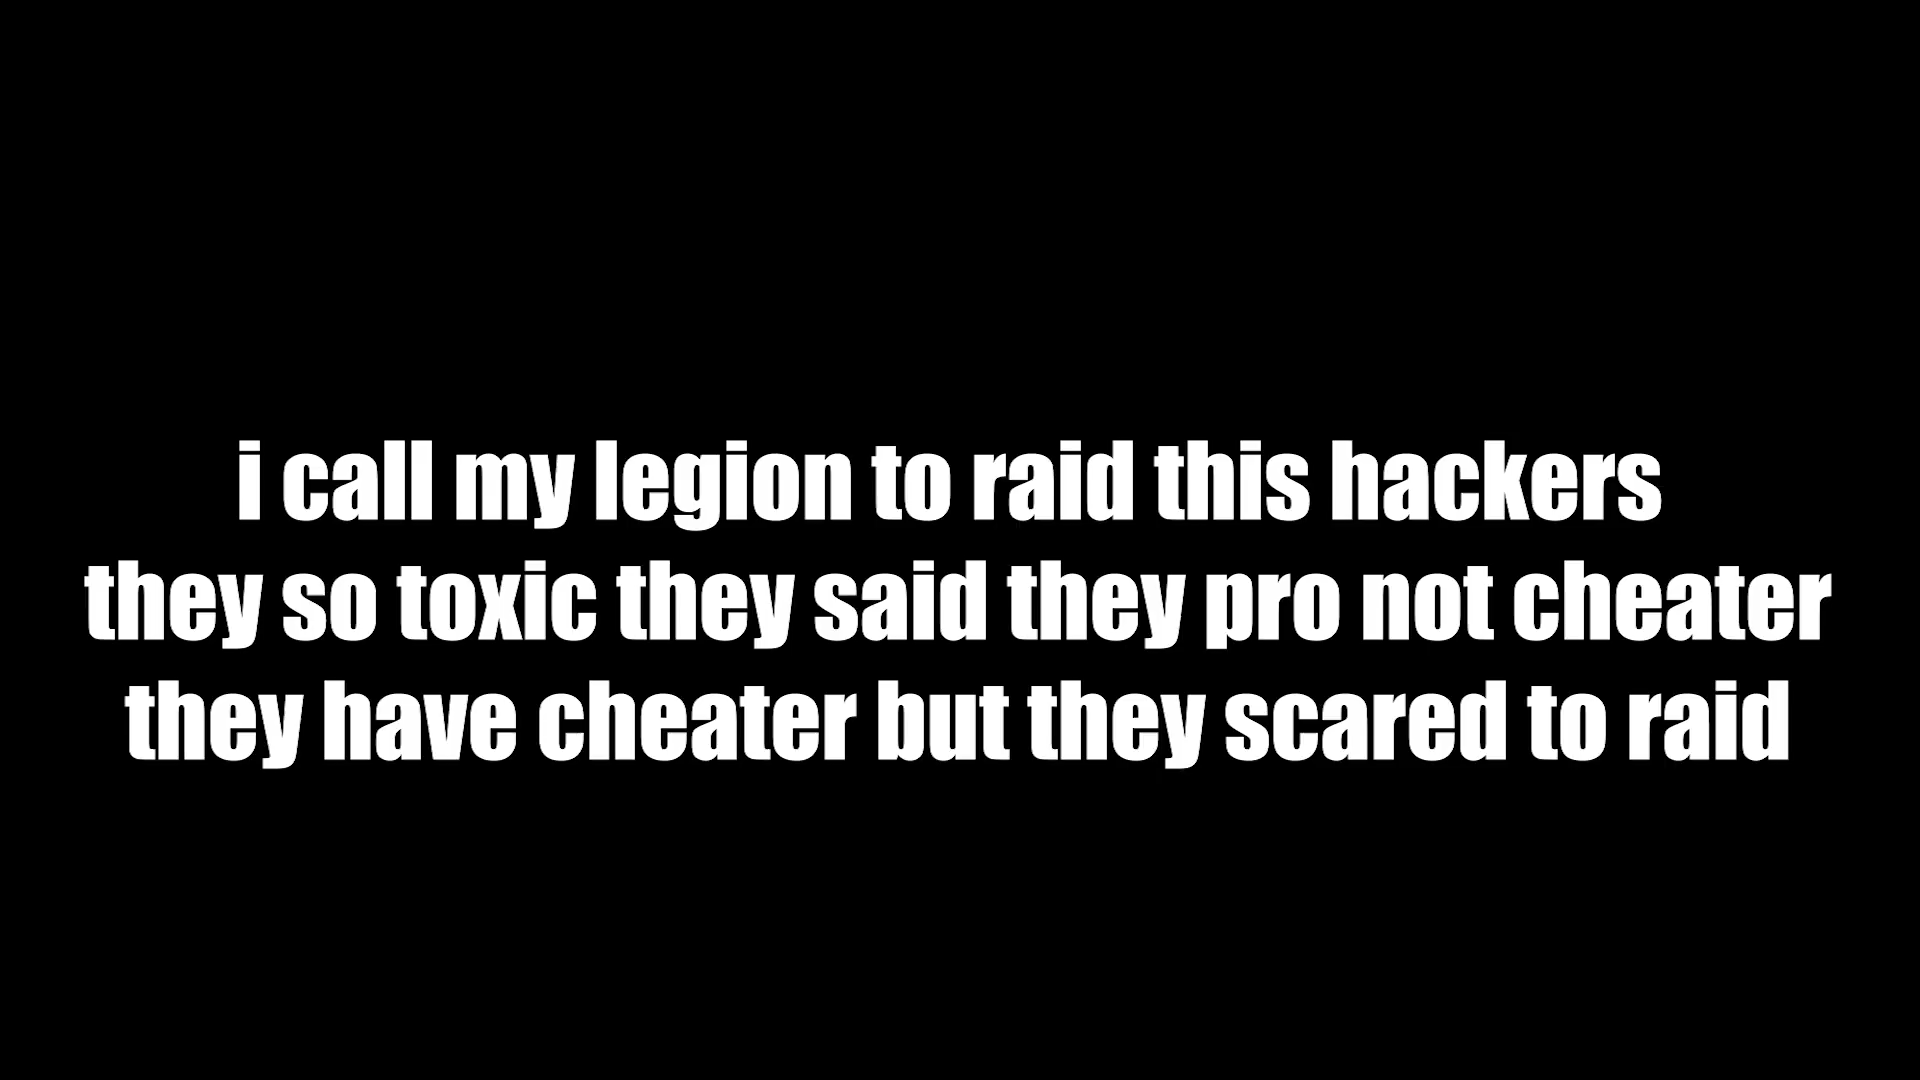 i call my legion to raid this hackers
they so toxic they said they pro not cheater
they have cheater but they scared to raid